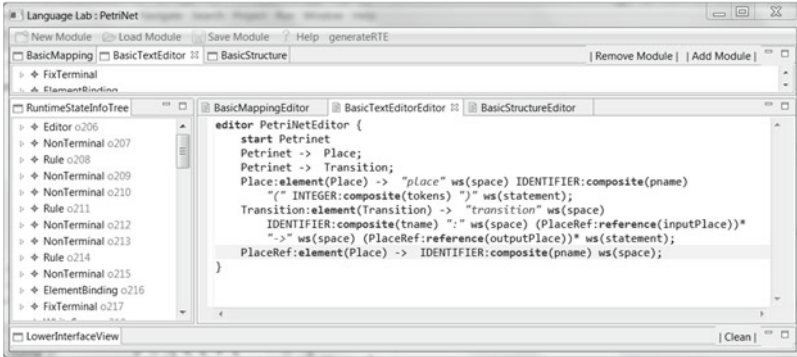 Language Lab : PetriNet
New Module Load Module Save Module ? Help generateRTE
BasicMapping BasicTextEditor BasicStructure | Remove Module | | Add Module |
FixTerminal
ElementBinding
RuntimeStateInfoTree
Editor o206
NonTerminal o207
Rule o208
NonTerminal o209
NonTerminal o210
Rule o211
NonTerminal o212
NonTerminal o213
Rule o214
NonTerminal o215
ElementBinding o216
FixTerminal o217
BasicMappingEditor BasicTextEditorEditor BasicStructureEditor
editor PetriNetEditor {
start Petrinet
Petrinet -> Place;
Petrinet -> Transition;
Place:element(Place) -> "place" ws(space) IDENTIFIER:composite(pname)
"(" INTEGER:composite(tokens) ")" ws(statement);
Transition:element(Transition) -> "transition" ws(space)
IDENTIFIER:composite(tname) ":" ws(space) (PlaceRef:reference(inputPlace))*
"->" ws(space) (PlaceRef:reference(outputPlace))* ws(statement);
PlaceRef:element(Place) -> IDENTIFIER:composite(pname) ws(space);
}
LowerInterfaceView | Clean |